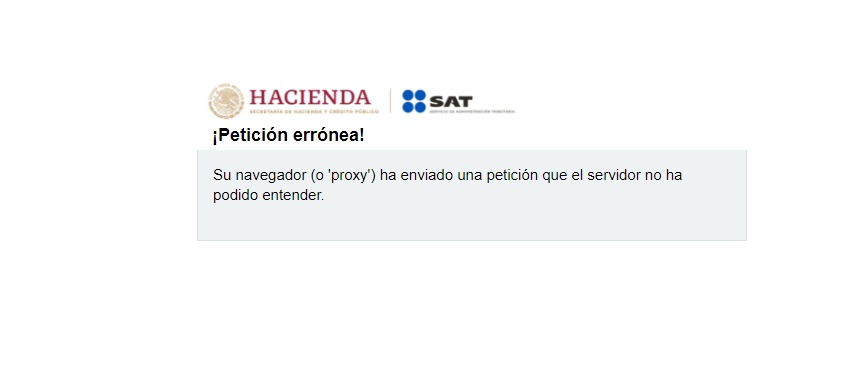 HACIENDA
SECRETARÍA DE HACIENDA Y CRÉDITO PÚBLICO
SAT
SERVICIO DE ADMINISTRACIÓN TRIBUTARIA
¡Petición errónea!
Su navegador (o 'proxy') ha enviado una petición que el servidor no ha
podido entender.